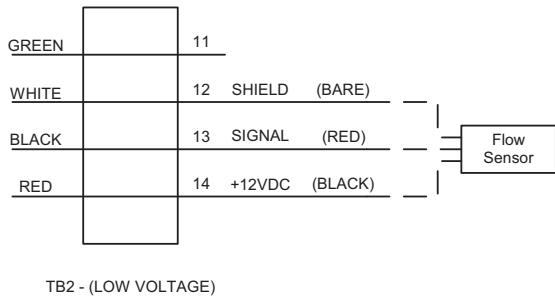 GREEN 11
WHITE 12 SHIELD (BARE)
BLACK 13 SIGNAL (RED)
RED 14 +12VDC (BLACK)
Flow
Sensor
TB2 - (LOW VOLTAGE)